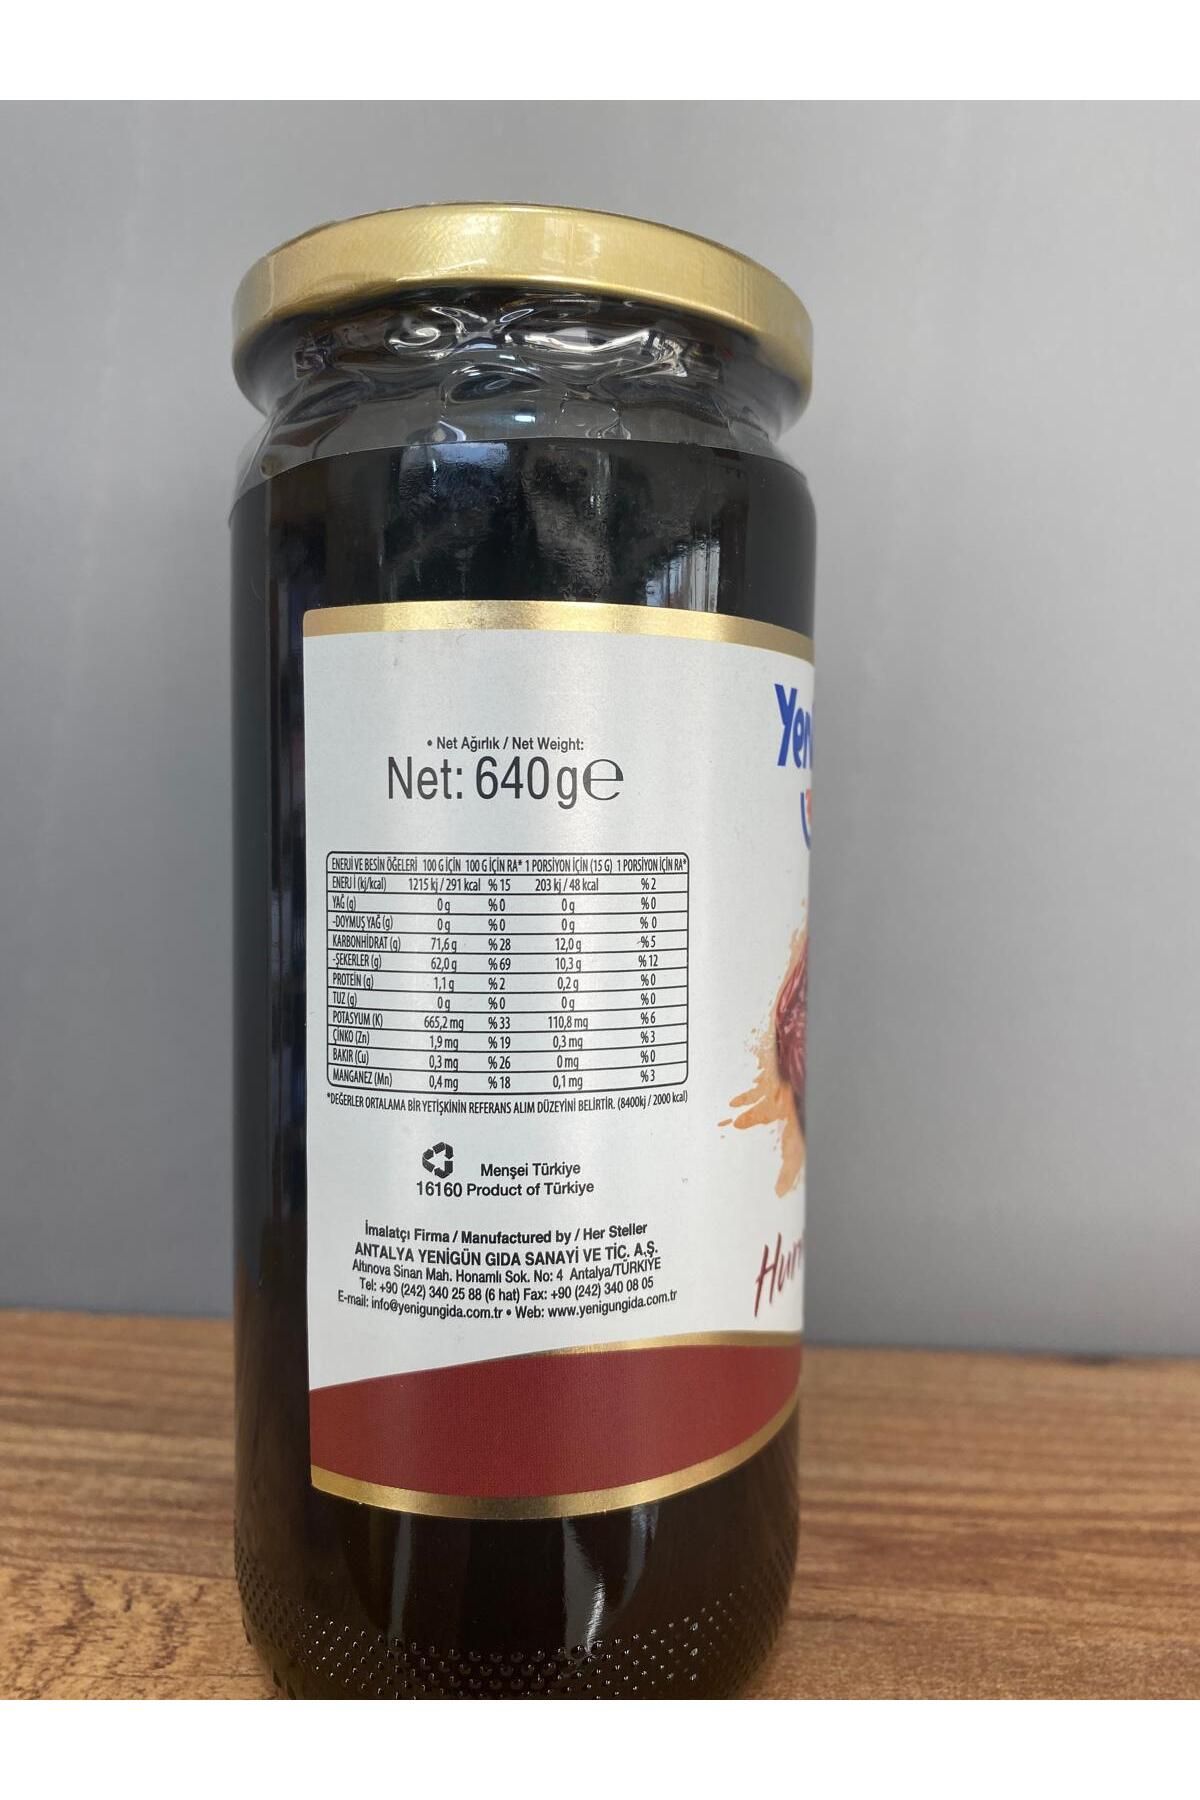 • Net Ağırlık / Net Weight:
Net: 640g℮
ENERJİ VE BESİN ÖĞELERİ 100 G İÇİN 100 G İÇİN RA* 1 PORSİYON İÇİN (15 G) 1 PORSİYON İÇİN RA*
ENERJİ (kj/kcal) 1215 kj / 291 kcal %15 203 kj / 48 kcal %2
YAĞ (g) 0 g %0 0 g %0
-DOYMUŞ YAĞ (g) 0 g %0 0 g %0
KARBONHİDRAT (g) 71,6 g %28 12,0 g %5
-ŞEKERLER (g) 62,0 g %69 10,3 g %12
PROTEİN (g) 1,1 g %2 0,2 g %0
TUZ (g) 0 g %0 0 g %0
POTASYUM (K) 665,2 mg %33 110,8 mg %6
ÇİNKO (Zn) 1,9 mg %19 0,3 mg %3
BAKIR (Cu) 0,3 mg %26 0 mg %0
MANGANEZ (Mn) 0,4 mg %18 0,1 mg %3
*DEĞERLER ORTALAMA BİR YETİŞKİNİN REFERANS ALIM DÜZEYİNİ BELİRTİR. (8400kj / 2000 kcal)
Menşei Türkiye
16160 Product of Türkiye
İmalatçı Firma / Manufactured by / Her Steller
ANTALYA YENİGÜN GIDA SANAYİ VE TİC. A.Ş.
Altınova Sinan Mah. Honamlı Sok. No: 4 Antalya/TÜRKİYE
Tel: +90 (242) 340 25 88 (6 hat) Fax: +90 (242) 340 08 05
E-mail: info@yenigungida.com.tr • Web: www.yenigungida.com.tr